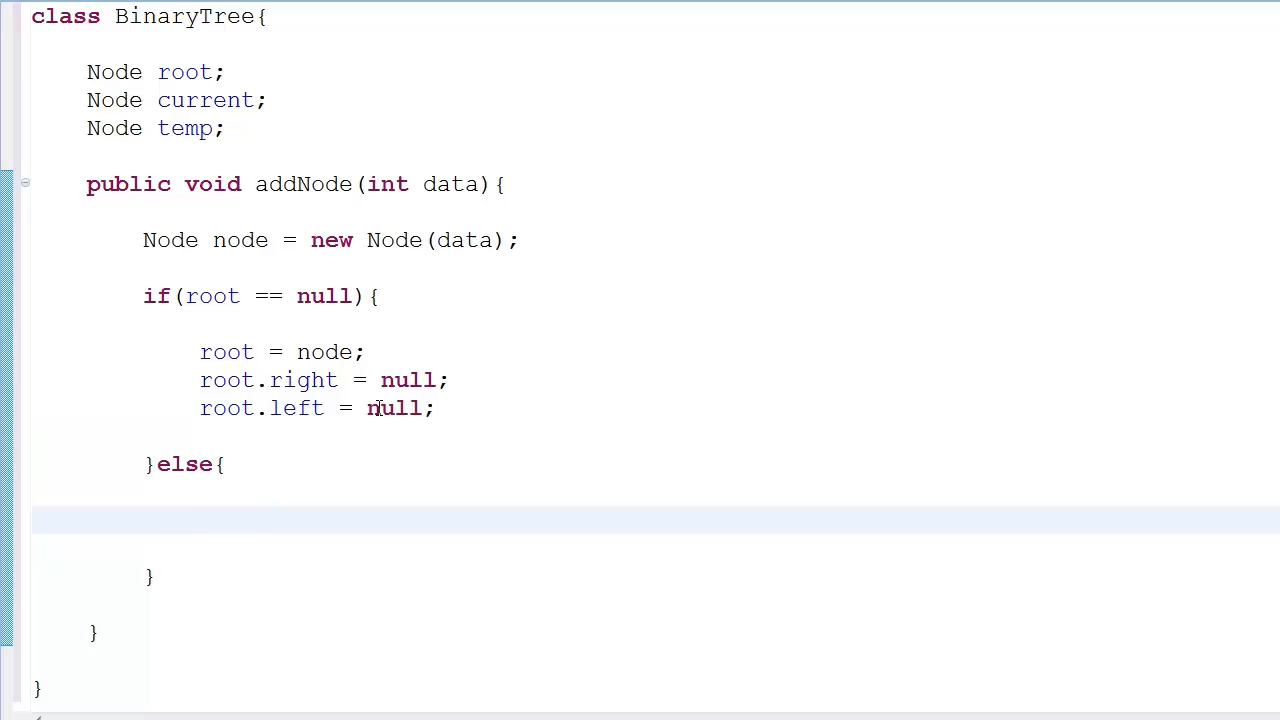 class BinaryTree{
Node root;
Node current;
Node temp;
public void addNode(int data){
Node node = new Node(data);
if(root == null){
root = node;
root.right = null;
root.left = null;
}else{
}
}
}